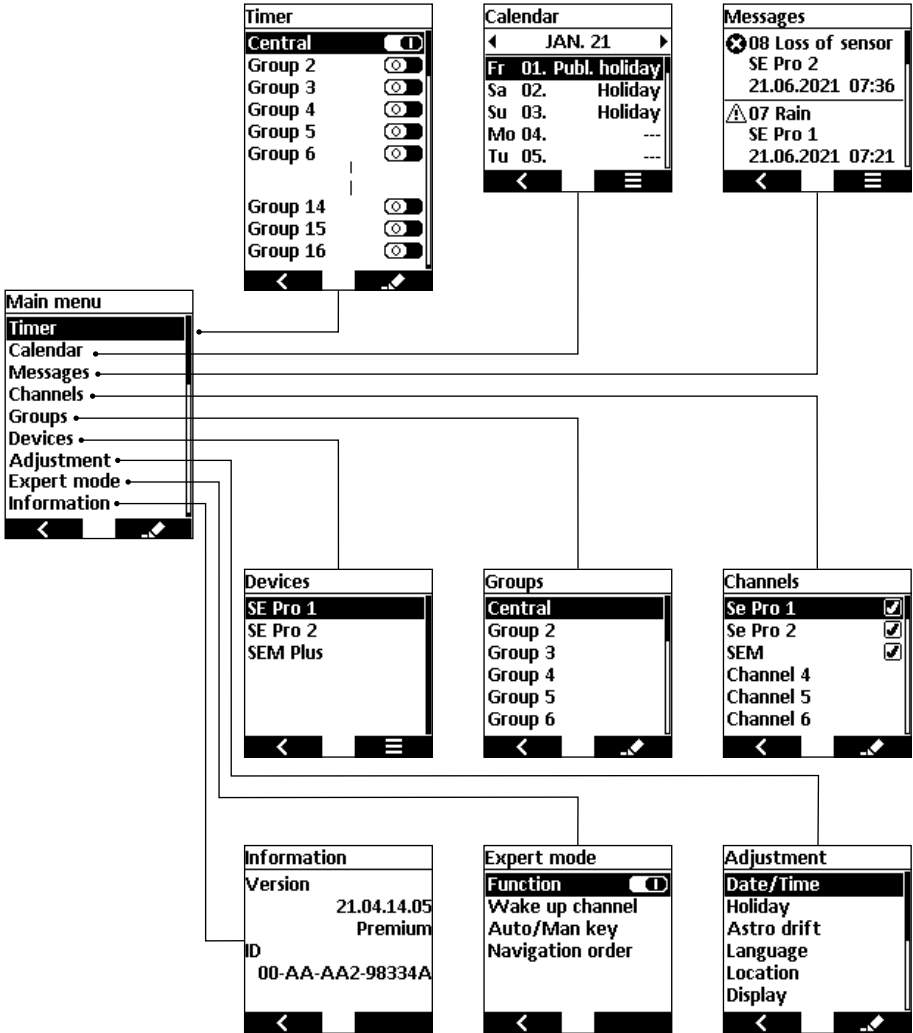 Timer
Central
Group 2
Group 3
Group 4
Group 5
Group 6
Group 14
Group 15
Group 16
Calendar
JAN. 21
Fr 01. Publ. holiday
Sa 02. Holiday
Su 03. Holiday
Mo 04. ---
Tu 05. ---
Messages
08 Loss of sensor
SE Pro 2
21.06.2021 07:36
07 Rain
SE Pro 1
21.06.2021 07:21
Main menu
Timer
Calendar
Messages
Channels
Groups
Devices
Adjustment
Expert mode
Information
Devices
SE Pro 1
SE Pro 2
SEM Plus
Groups
Central
Group 2
Group 3
Group 4
Group 5
Group 6
Channels
Se Pro 1
Se Pro 2
SEM
Channel 4
Channel 5
Channel 6
Information
Version
21.04.14.05
Premium
ID
00-AA-AA2-98334A
Expert mode
Function
Wake up channel
Auto/Man key
Navigation order
Adjustment
Date/Time
Holiday
Astro drift
Language
Location
Display